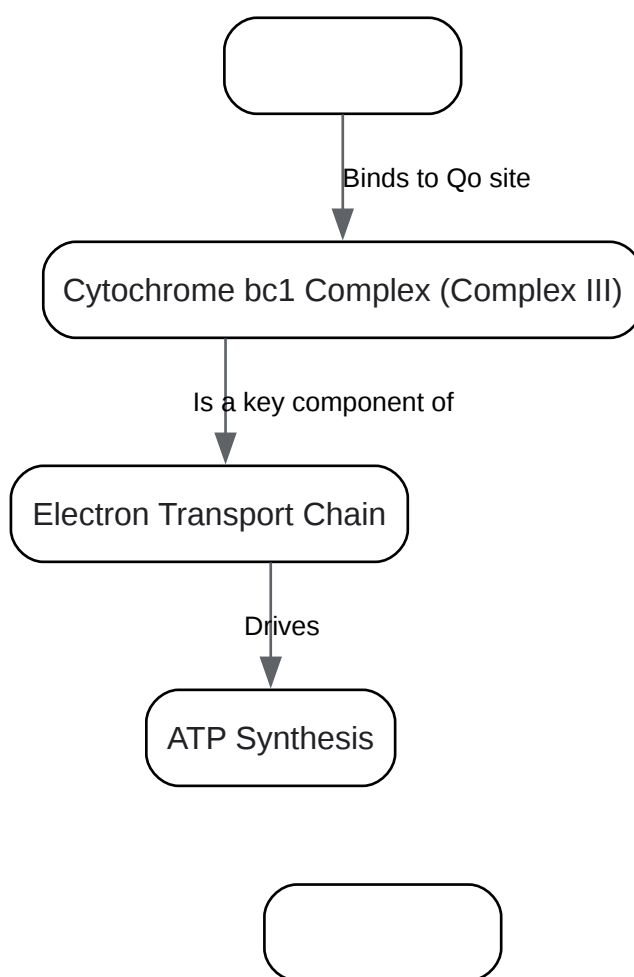 Binds to Qo site
Cytochrome bc1 Complex (Complex III)
Is a key component of
Electron Transport Chain
Drives
ATP Synthesis